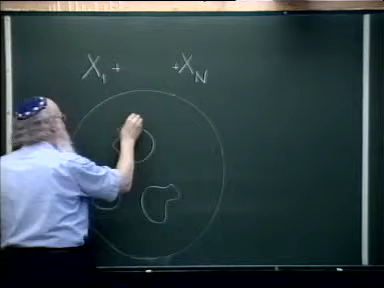 X₁ + + X_N